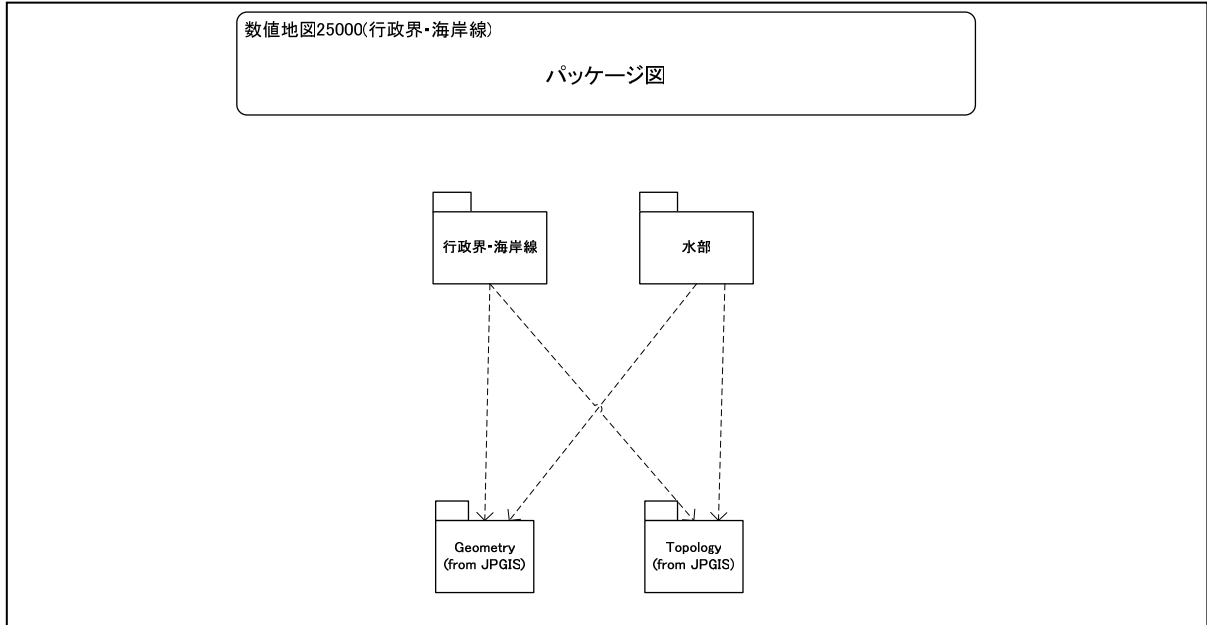 数値地図25000(行政界・海岸線)
パッケージ図
行政界・海岸線
水部
Geometry
(from JPGIS)
Topology
(from JPGIS)